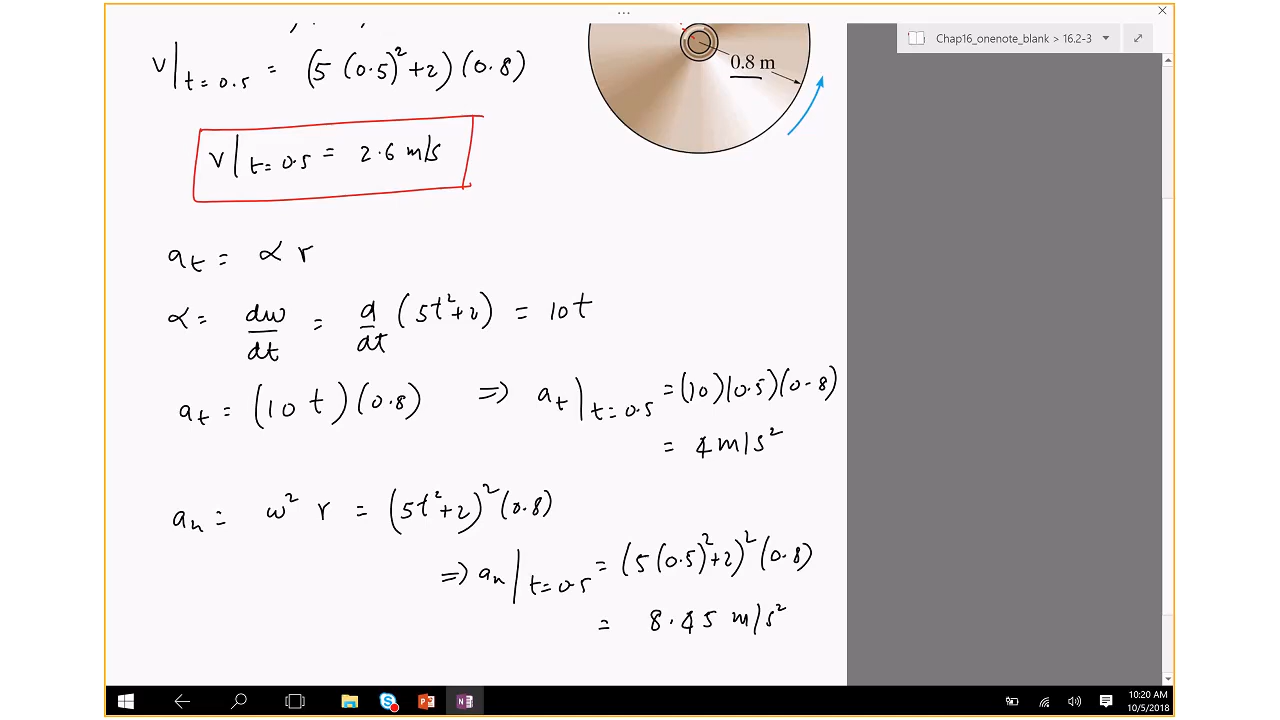 Chap16_onenote_blank > 16.2-3
v|t=0.5 = (5 (0.5)²+2)(0.8)
0.8 m
v|t=0.5 = 2.6 m/s
at = α r
α = dω/dt = d/dt (5t²+2) = 10t
at = (10 t)(0.8) ⇒ at|t=0.5 = (10)(0.5)(0.8)
= 4 m/s²
an = ω² r = (5t²+2)² (0.8)
⇒ an|t=0.5 = (5(0.5)²+2)² (0.8)
= 8.45 m/s²
10:20 AM
10/5/2018